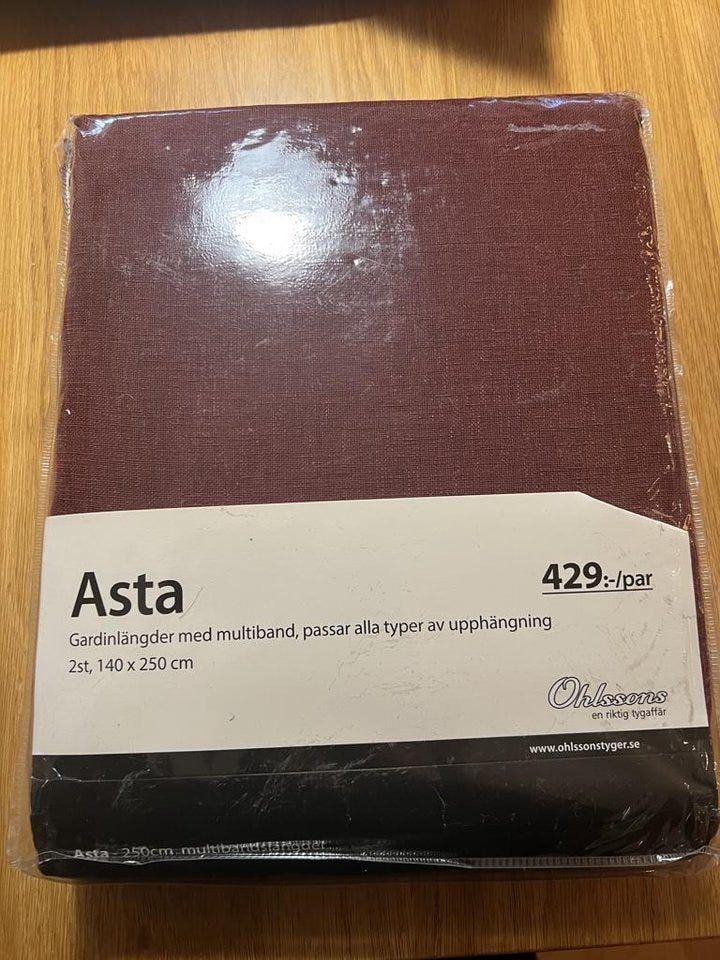 Asta
429:-/par
Gardinlängder med multiband, passar alla typer av upphängning
2st, 140 x 250 cm
Ohlssons
en riktig tygaffär
www.ohlssonstyger.se
Asta 250cm multibandslängder